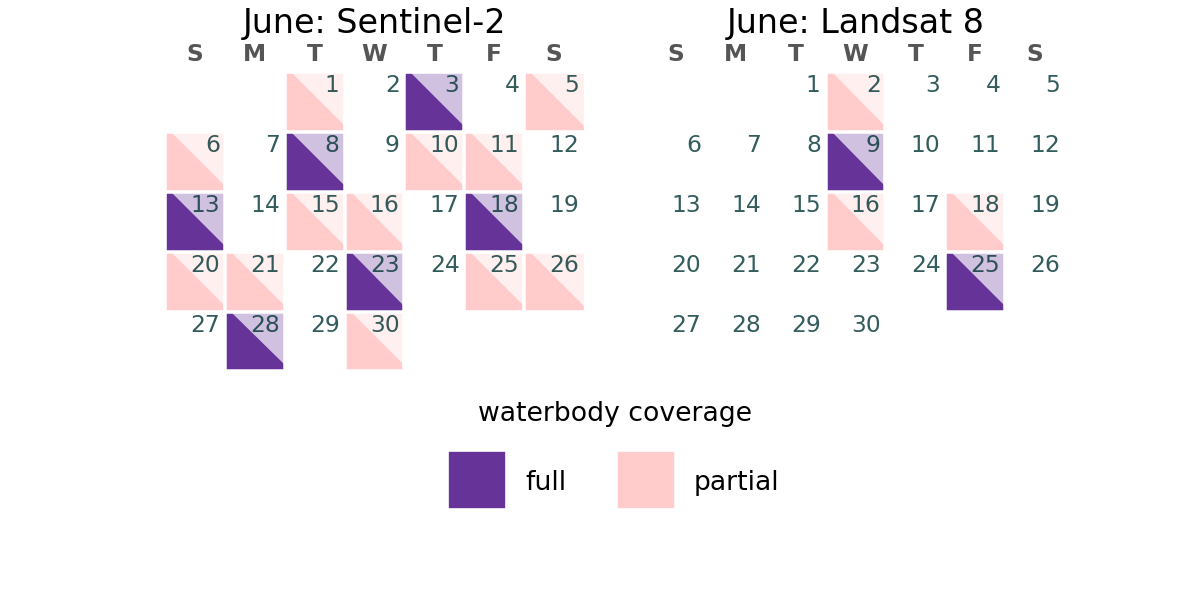 June: Sentinel-2
S M T W T F S
1 2 3 4 5
6 7 8 9 10 11 12
13 14 15 16 17 18 19
20 21 22 23 24 25 26
27 28 29 30
June: Landsat 8
S M T W T F S
1 2 3 4 5
6 7 8 9 10 11 12
13 14 15 16 17 18 19
20 21 22 23 24 25 26
27 28 29 30
waterbody coverage
full partial